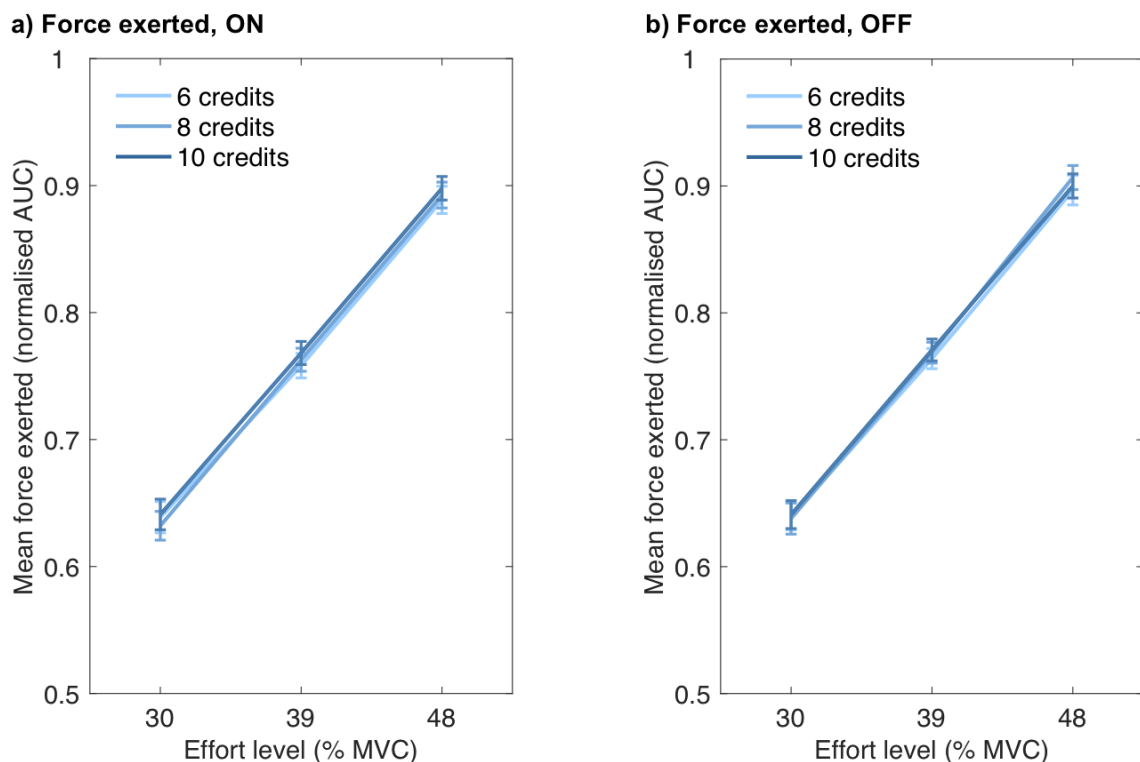 a) Force exerted, ON
1
0.9
0.8
0.7
0.6
0.5
Mean force exerted (normalised AUC)
6 credits
8 credits
10 credits
30 39 48
Effort level (% MVC)
b) Force exerted, OFF
1
0.9
0.8
0.7
0.6
0.5
Mean force exerted (normalised AUC)
6 credits
8 credits
10 credits
30 39 48
Effort level (% MVC)